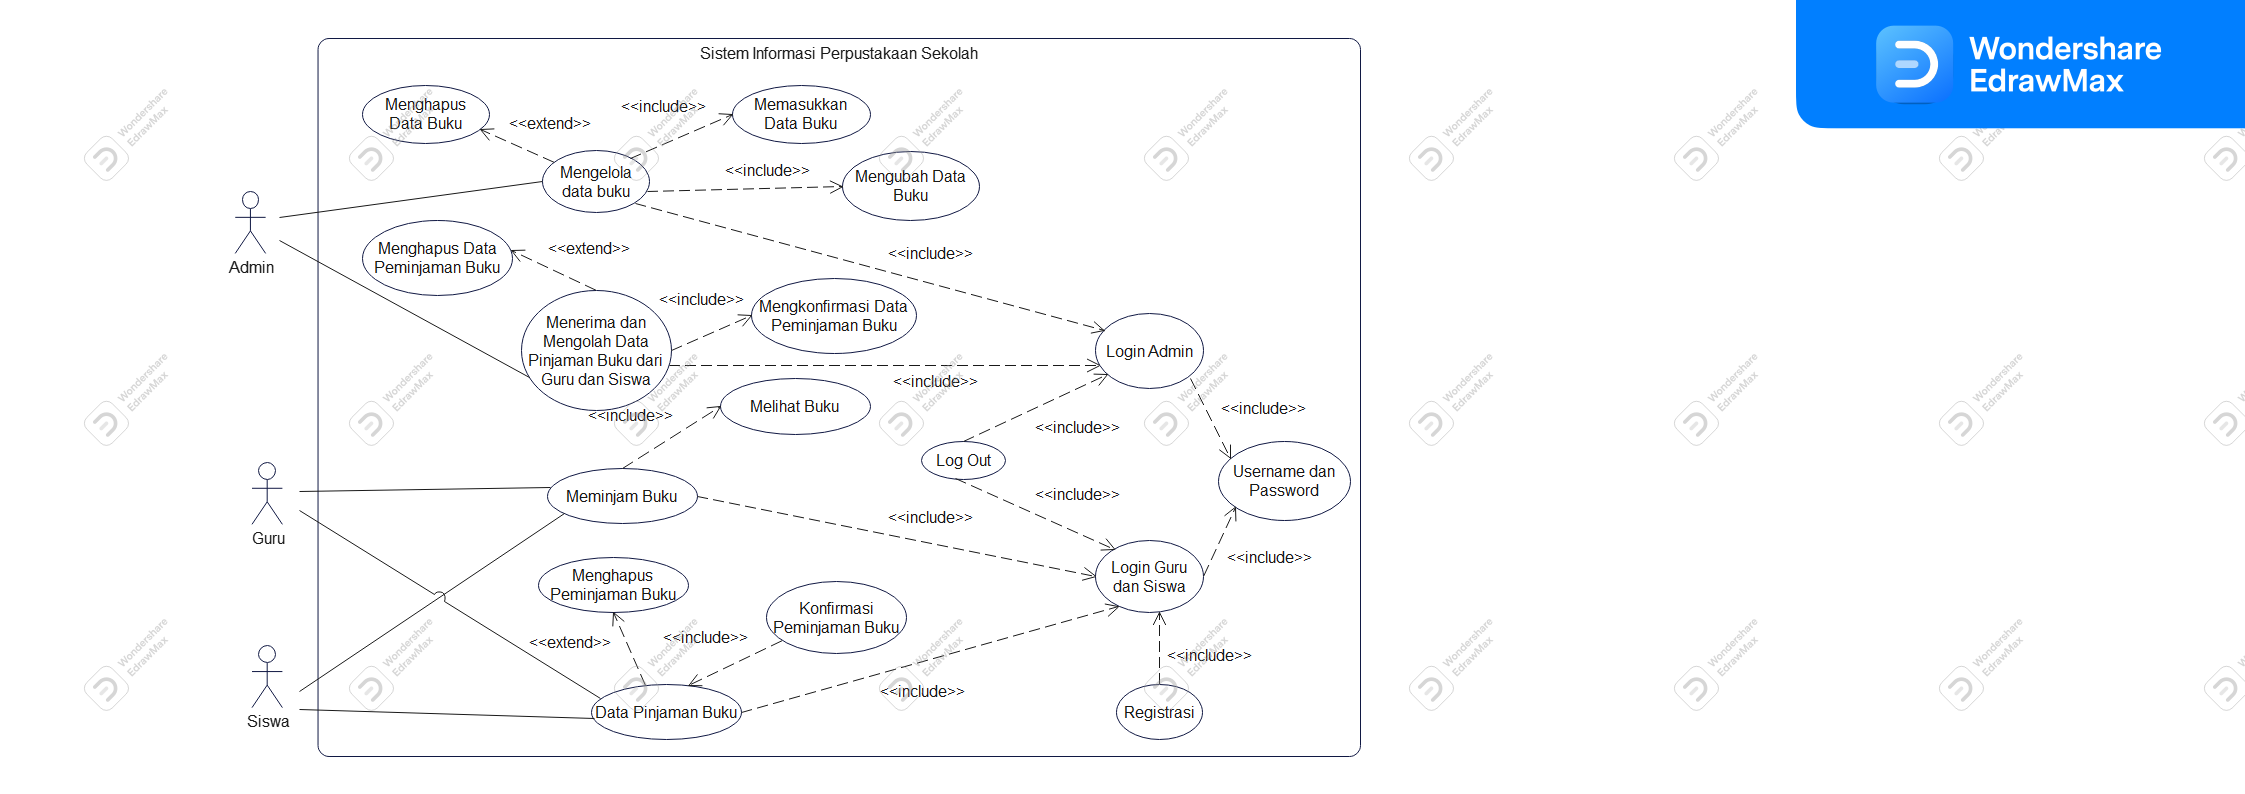 Wondershare
EdrawMax
Sistem Informasi Perpustakaan Sekolah
Menghapus
Data Buku
<<extend>>
<<include>>
Memasukkan
Data Buku
Mengelola
data buku
<<include>>
Mengubah Data
Buku
Admin
Menghapus Data
Peminjaman Buku
<<extend>>
<<include>>
<<include>>
Mengkonfirmasi Data
Peminjaman Buku
Menerima dan
Mengolah Data
Pinjaman Buku dari
Guru dan Siswa
Login Admin
<<include>>
<<include>>
Melihat Buku
<<include>>
<<include>>
Log Out
Username dan
Password
Guru
Meminjam Buku
<<include>>
<<include>>
<<include>>
Login Guru
dan Siswa
Menghapus
Peminjaman Buku
Konfirmasi
Peminjaman Buku
<<extend>>
<<include>>
<<include>>
<<include>>
Siswa
Data Pinjaman Buku
Registrasi
Wondershare
EdrawMax